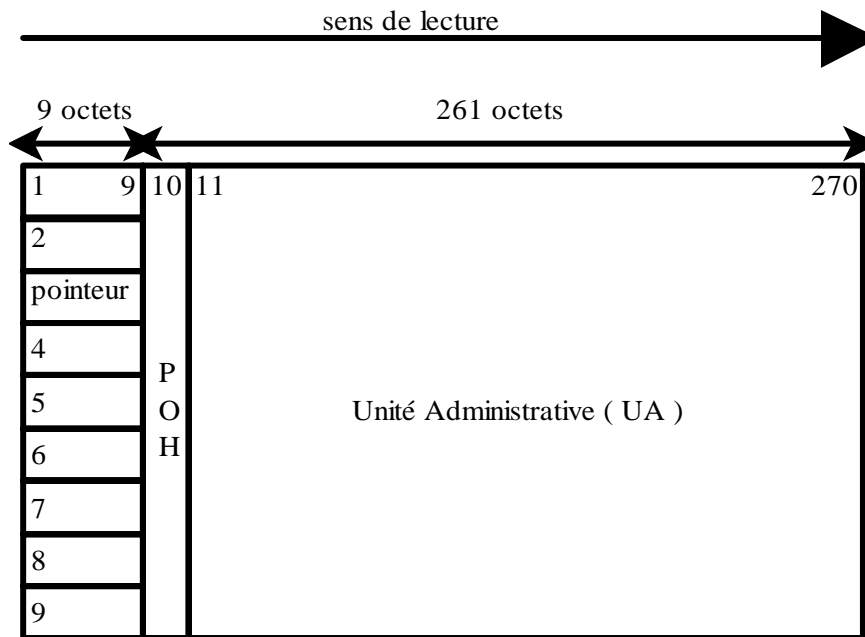 sens de lecture
9 octets 261 octets
1 9 10 11 270
2
pointeur
4
5
6
7
8
9
P
O
H
Unité Administrative ( UA )